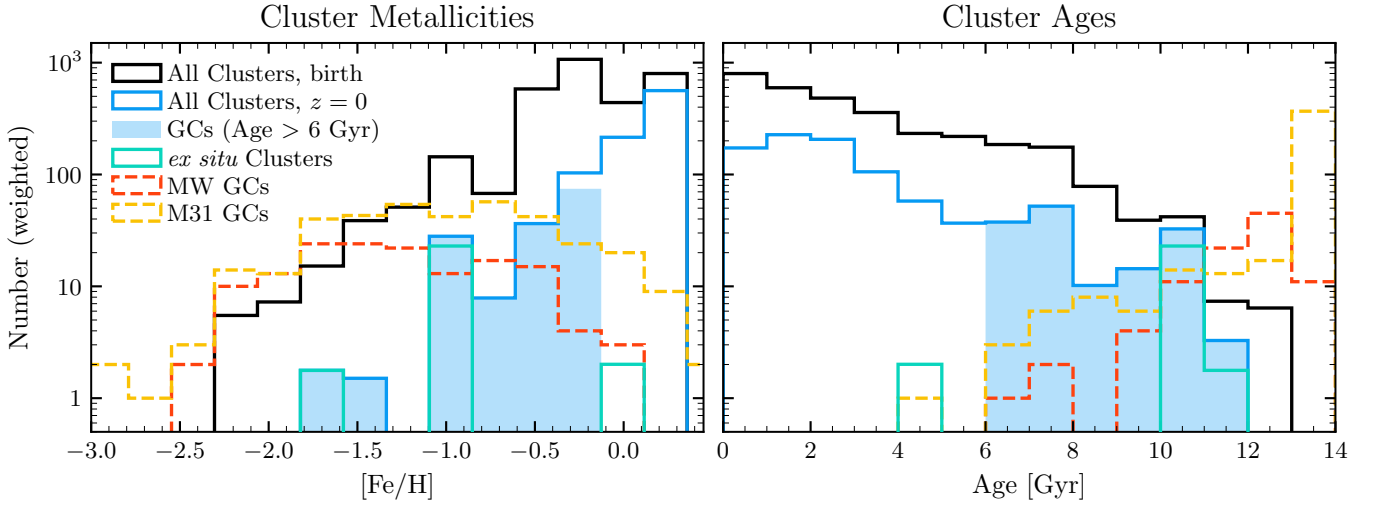 Cluster Metallicities
Cluster Ages
Number (weighted)
10³
100
10
1
All Clusters, birth
All Clusters, z = 0
GCs (Age > 6 Gyr)
ex situ Clusters
MW GCs
M31 GCs
−3.0 −2.5 −2.0 −1.5 −1.0 −0.5 0.0
0 2 4 6 8 10 12 14
[Fe/H]
Age [Gyr]